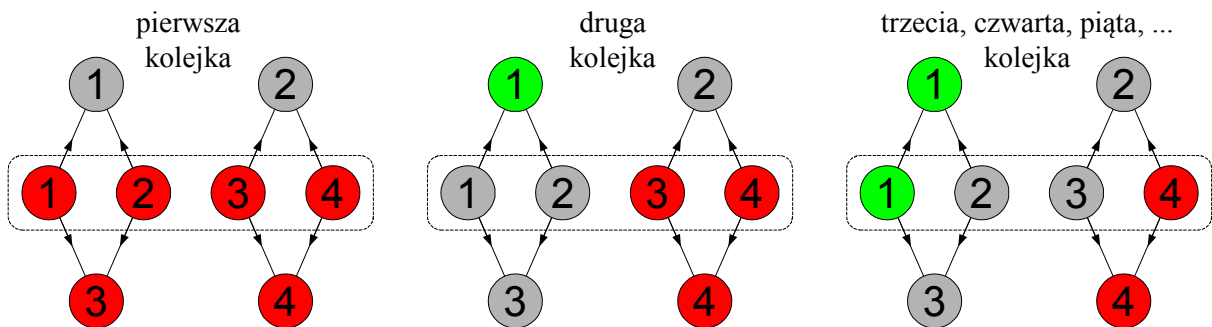 pierwsza
kolejka
1 2
1 2 3 4
3 4
druga
kolejka
1 2
1 2 3 4
3 4
trzecia, czwarta, piąta, ...
kolejka
1 2
1 2 3 4
3 4